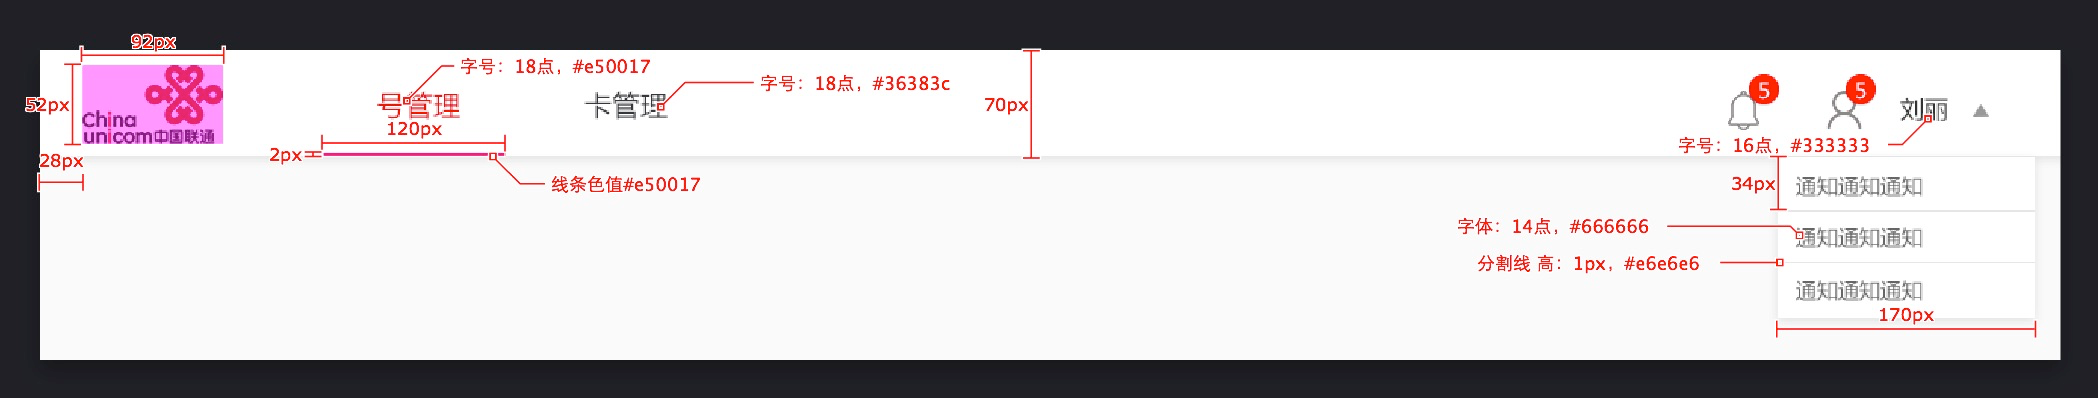 92px
52px
China
unicom中国联通
28px
号管理
字号：18点，#e50017
120px
2px
线条色值#e50017
卡管理
字号：18点，#36383c
70px
5
5
刘丽
字号：16点，#333333
34px
通知通知通知
字体：14点，#666666
通知通知通知
分割线 高：1px，#e6e6e6
通知通知通知
170px